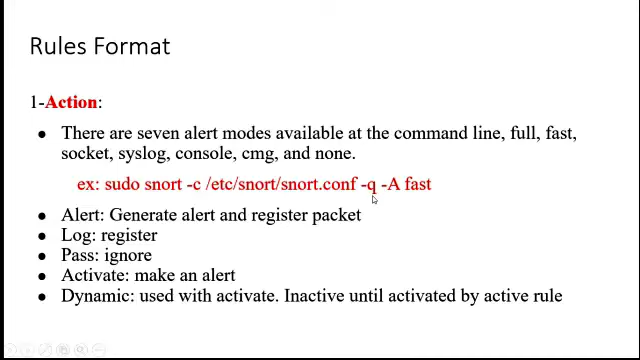 Rules Format
1-Action:
● There are seven alert modes available at the command line, full, fast,
socket, syslog, console, cmg, and none.
ex: sudo snort -c /etc/snort/snort.conf -q -A fast
● Alert: Generate alert and register packet
● Log: register
● Pass: ignore
● Activate: make an alert
● Dynamic: used with activate. Inactive until activated by active rule